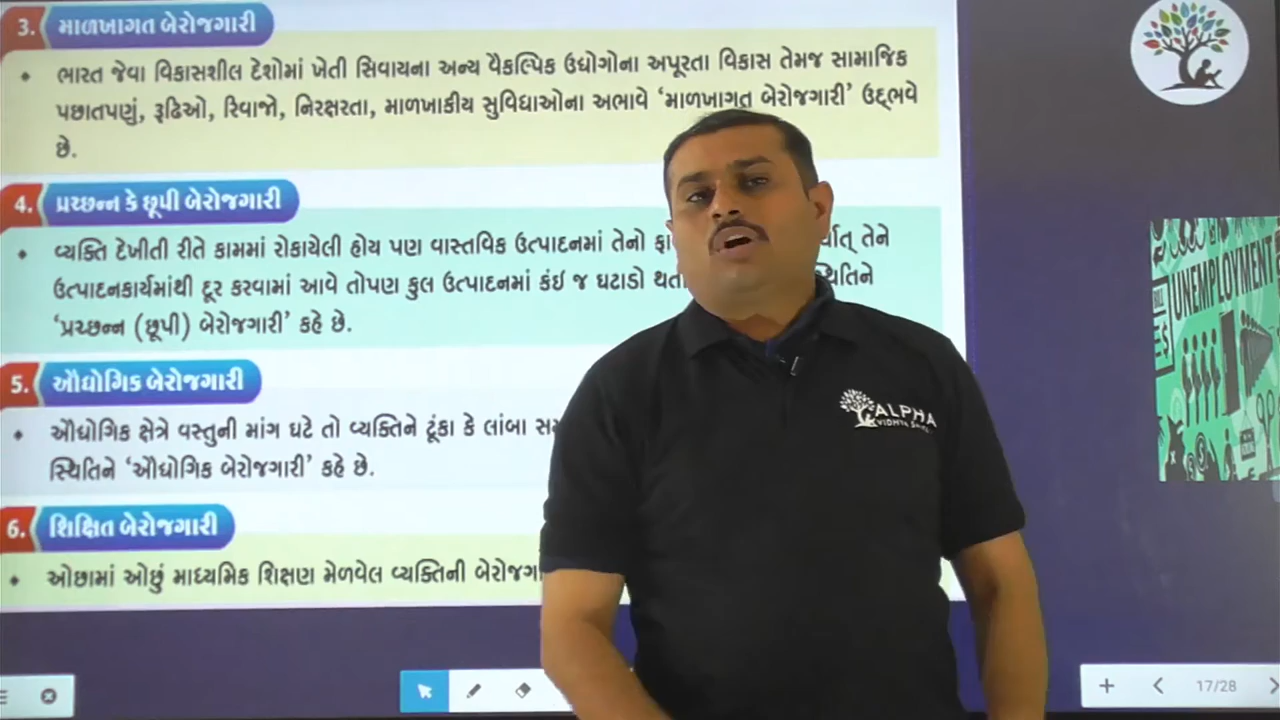 3. માળખાગત બેરોજગારી
• ભારત જેવા વિકાસશીલ દેશોમાં ખેતી સિવાયના અન્ય વૈકલ્પિક ઉદ્યોગોના અપૂરતા વિકાસ તેમજ સામાજિક
પછાતપણું, રૂઢિઓ, રિવાજો, નિરક્ષરતા, માળખાકીય સુવિધાઓના અભાવે ‘માળખાગત બેરોજગારી’ ઉદ્ભવે
છે.
4. પ્રચ્છન્ન કે છૂપી બેરોજગારી
• વ્યક્તિ દેખીતી રીતે કામમાં રોકાયેલી હોય પણ વાસ્તવિક ઉત્પાદનમાં તેનો તેને
ઉત્પાદનકાર્યમાંથી દૂર કરવામાં આવે તોપણ કુલ ઉત્પાદનમાં કંઇ જ ઘટાડો
‘પ્રચ્છન્ન (છૂપી) બેરોજગારી’ કહે છે.
5. ઔદ્યોગિક બેરોજગારી
• ઔદ્યોગિક ક્ષેત્રે વસ્તુની માંગ ઘટે તો વ્યક્તિને ટૂંકા કે લાંબા
સ્થિતિને ‘ઔદ્યોગિક બેરોજગારી’ કહે છે.
6. શિક્ષિત બેરોજગારી
• ઓછામાં ઓછું માધ્યમિક શિક્ષણ મેળવેલ વ્યક્તિની
UNEMPLOYMENT
ALPHA
17/28